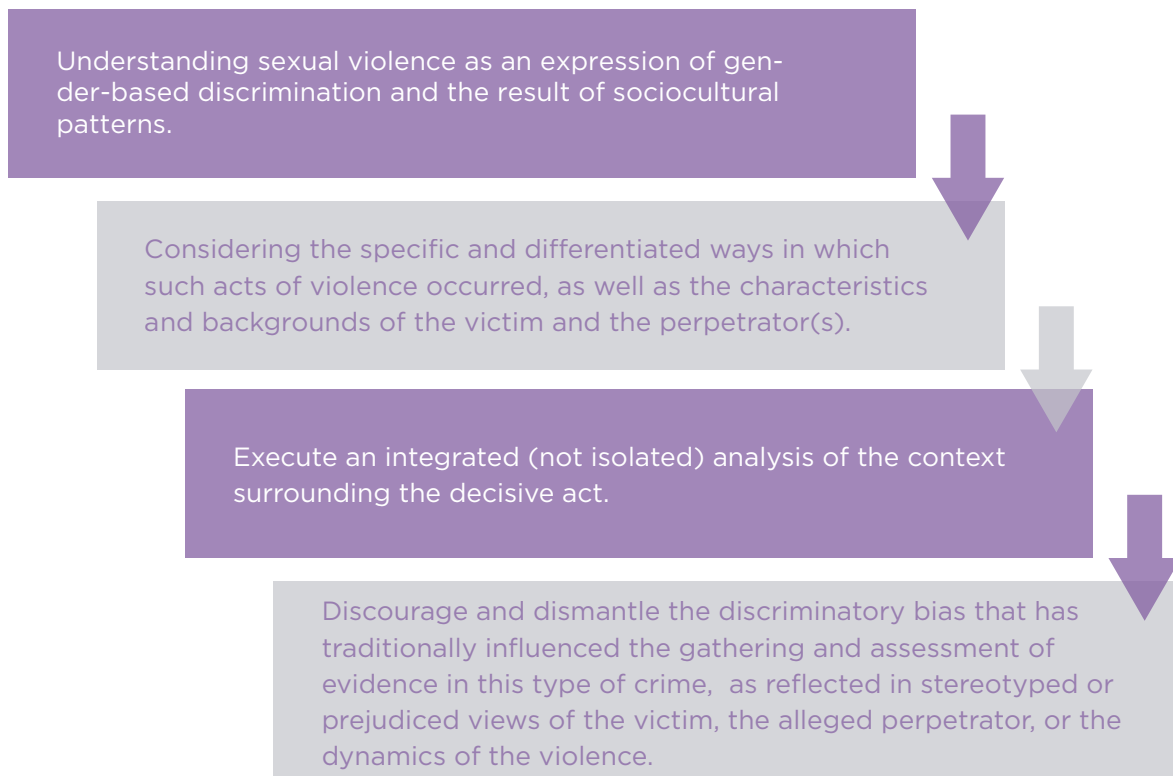 Understanding sexual violence as an expression of gen-
der-based discrimination and the result of sociocultural
patterns.
Considering the specific and differentiated ways in which
such acts of violence occurred, as well as the characteristics
and backgrounds of the victim and the perpetrator(s).
Execute an integrated (not isolated) analysis of the context
surrounding the decisive act.
Discourage and dismantle the discriminatory bias that has
traditionally influenced the gathering and assessment of
evidence in this type of crime,  as reflected in stereotyped or
prejudiced views of the victim, the alleged perpetrator, or the
dynamics of the violence.